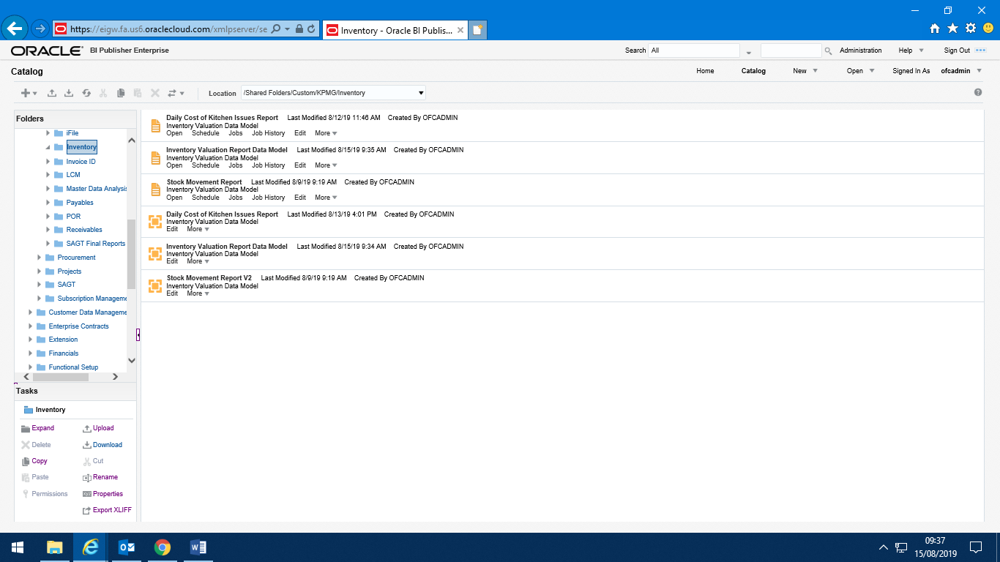 https://eigw.fa.us6.oraclecloud.com/xmlpserver/se
Inventory - Oracle BI Publis...
ORACLE BI Publisher Enterprise
Search All Administration Help Sign Out
Catalog
Home Catalog New Open Signed In As ofcadmin
Location /Shared Folders/Custom/KPMG/Inventory
Folders
iFile
Inventory
Invoice ID
LCM
Master Data Analysis
Payables
POR
Receivables
SAGT Final Reports
Procurement
Projects
SAGT
Subscription Manageme
Customer Data Manageme
Enterprise Contracts
Extension
Financials
Functional Setup
Tasks
Inventory
Expand Upload
Delete Download
Copy Cut
Paste Rename
Permissions Properties
Export XLIFF
Daily Cost of Kitchen Issues Report Last Modified 8/12/19 11:46 AM Created By OFCADMIN
Inventory Valuation Data Model
Open Schedule Jobs Job History Edit More
Inventory Valuation Report Data Model Last Modified 8/15/19 9:35 AM Created By OFCADMIN
Inventory Valuation Data Model
Open Schedule Jobs Job History Edit More
Stock Movement Report Last Modified 8/9/19 9:19 AM Created By OFCADMIN
Inventory Valuation Data Model
Open Schedule Jobs Job History Edit More
Daily Cost of Kitchen Issues Report Last Modified 8/13/19 4:01 PM Created By OFCADMIN
Inventory Valuation Data Model
Edit More
Inventory Valuation Report Data Model Last Modified 8/15/19 9:34 AM Created By OFCADMIN
Inventory Valuation Data Model
Edit More
Stock Movement Report V2 Last Modified 8/9/19 9:19 AM Created By OFCADMIN
Inventory Valuation Data Model
Edit More
09:37
15/08/2019